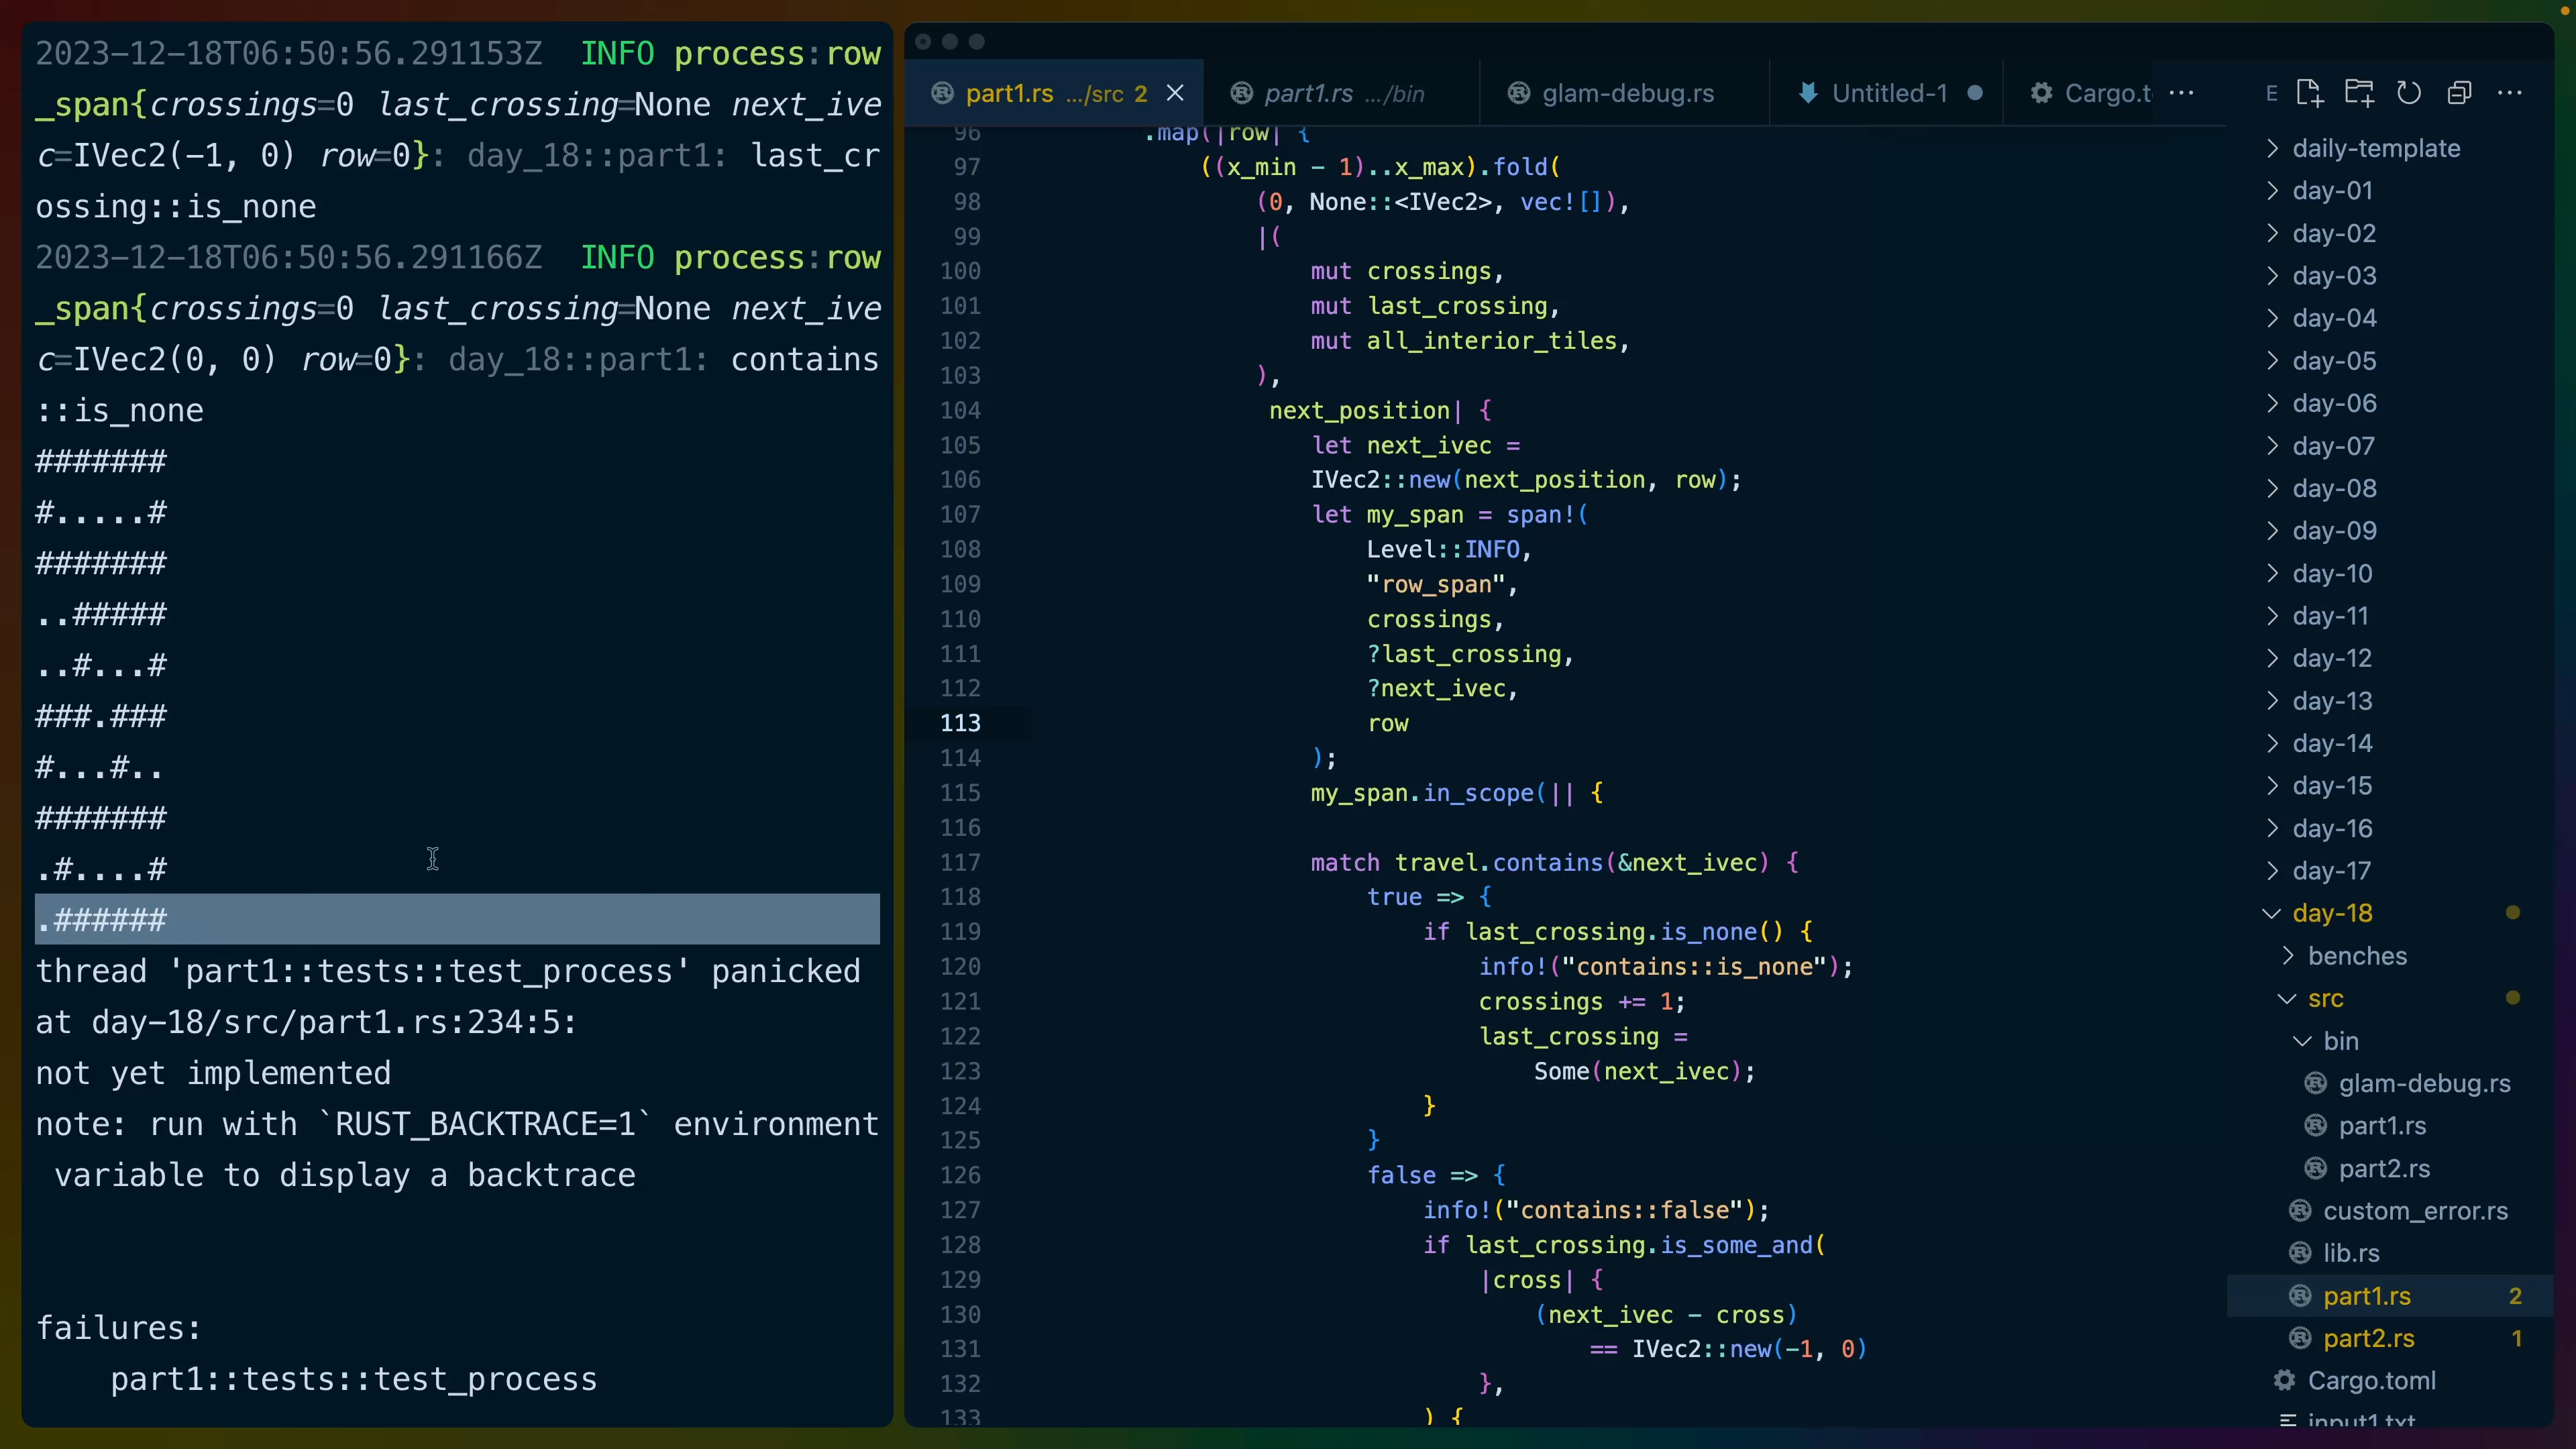 2023-12-18T06:50:56.291153Z  INFO process:row
_span{crossings=0 last_crossing=None next_ive
c=IVec2(-1, 0) row=0}: day_18::part1: last_cr
ossing::is_none
2023-12-18T06:50:56.291166Z  INFO process:row
_span{crossings=0 last_crossing=None next_ive
c=IVec2(0, 0) row=0}: day_18::part1: contains
::is_none
#######
#.....#
#######
..#####
..#...#
###.###
#...#..
#######
.#....#
.######
thread 'part1::tests::test_process' panicked
at day-18/src/part1.rs:234:5:
not yet implemented
note: run with `RUST_BACKTRACE=1` environment
 variable to display a backtrace
failures:
    part1::tests::test_process
part1.rs .../src 2
part1.rs .../bin
glam-debug.rs
Untitled-1
Cargo.t
96 .map(|row| {
97 ((x_min - 1)..x_max).fold(
98 (0, None::<IVec2>, vec![]),
99 |(
100 mut crossings,
101 mut last_crossing,
102 mut all_interior_tiles,
103 ),
104 next_position| {
105 let next_ivec =
106 IVec2::new(next_position, row);
107 let my_span = span!(
108 Level::INFO,
109 "row_span",
110 crossings,
111 ?last_crossing,
112 ?next_ivec,
113 row
114 );
115 my_span.in_scope(|| {
116
117 match travel.contains(&next_ivec) {
118 true => {
119 if last_crossing.is_none() {
120 info!("contains::is_none");
121 crossings += 1;
122 last_crossing =
123 Some(next_ivec);
124 }
125 }
126 false => {
127 info!("contains::false");
128 if last_crossing.is_some_and(
129 |cross| {
130 (next_ivec - cross)
131 == IVec2::new(-1, 0)
132 },
133 ) {
E
daily-template
day-01
day-02
day-03
day-04
day-05
day-06
day-07
day-08
day-09
day-10
day-11
day-12
day-13
day-14
day-15
day-16
day-17
day-18
benches
src
bin
glam-debug.rs
part1.rs
part2.rs
custom_error.rs
lib.rs
part1.rs 2
part2.rs 1
Cargo.toml
input1.txt